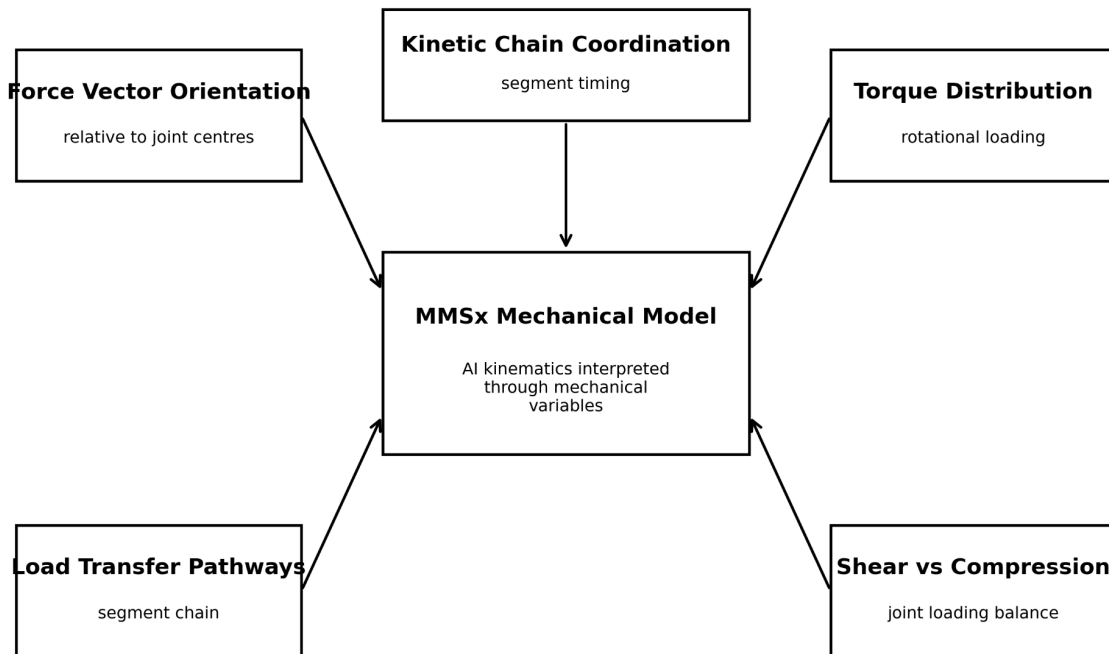 Kinetic Chain Coordination
segment timing
Force Vector Orientation
relative to joint centres
Torque Distribution
rotational loading
MMSx Mechanical Model
AI kinematics interpreted
through mechanical
variables
Load Transfer Pathways
segment chain
Shear vs Compression
joint loading balance